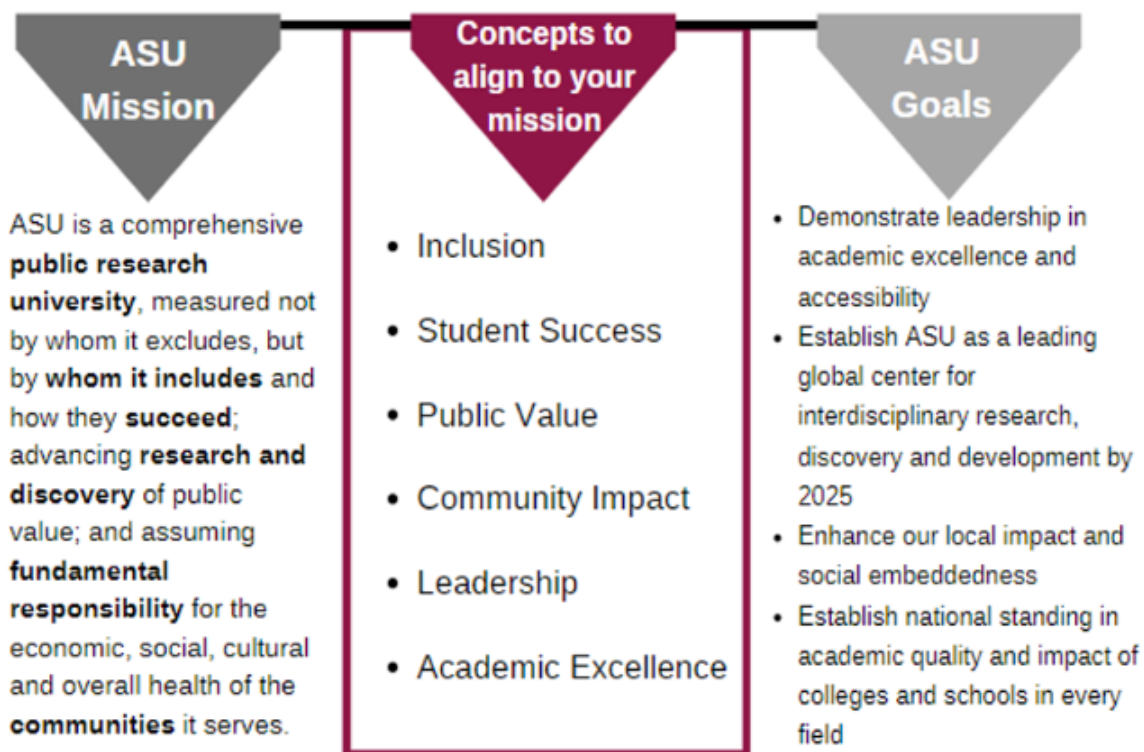 ASU
Mission
ASU is a comprehensive
public research
university, measured not
by whom it excludes, but
by whom it includes and
how they succeed;
advancing research and
discovery of public
value; and assuming
fundamental
responsibility for the
economic, social, cultural
and overall health of the
communities it serves.
Concepts to
align to your
mission
• Inclusion
• Student Success
• Public Value
• Community Impact
• Leadership
• Academic Excellence
ASU
Goals
• Demonstrate leadership in
academic excellence and
accessibility
• Establish ASU as a leading
global center for
interdisciplinary research,
discovery and development by
2025
• Enhance our local impact and
social embeddedness
• Establish national standing in
academic quality and impact of
colleges and schools in every
field